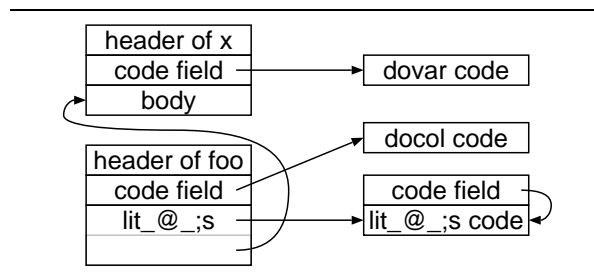 header of x
code field
dovar code
body
docol code
header of foo
code field
code field
lit_@_;s
lit_@_;s code